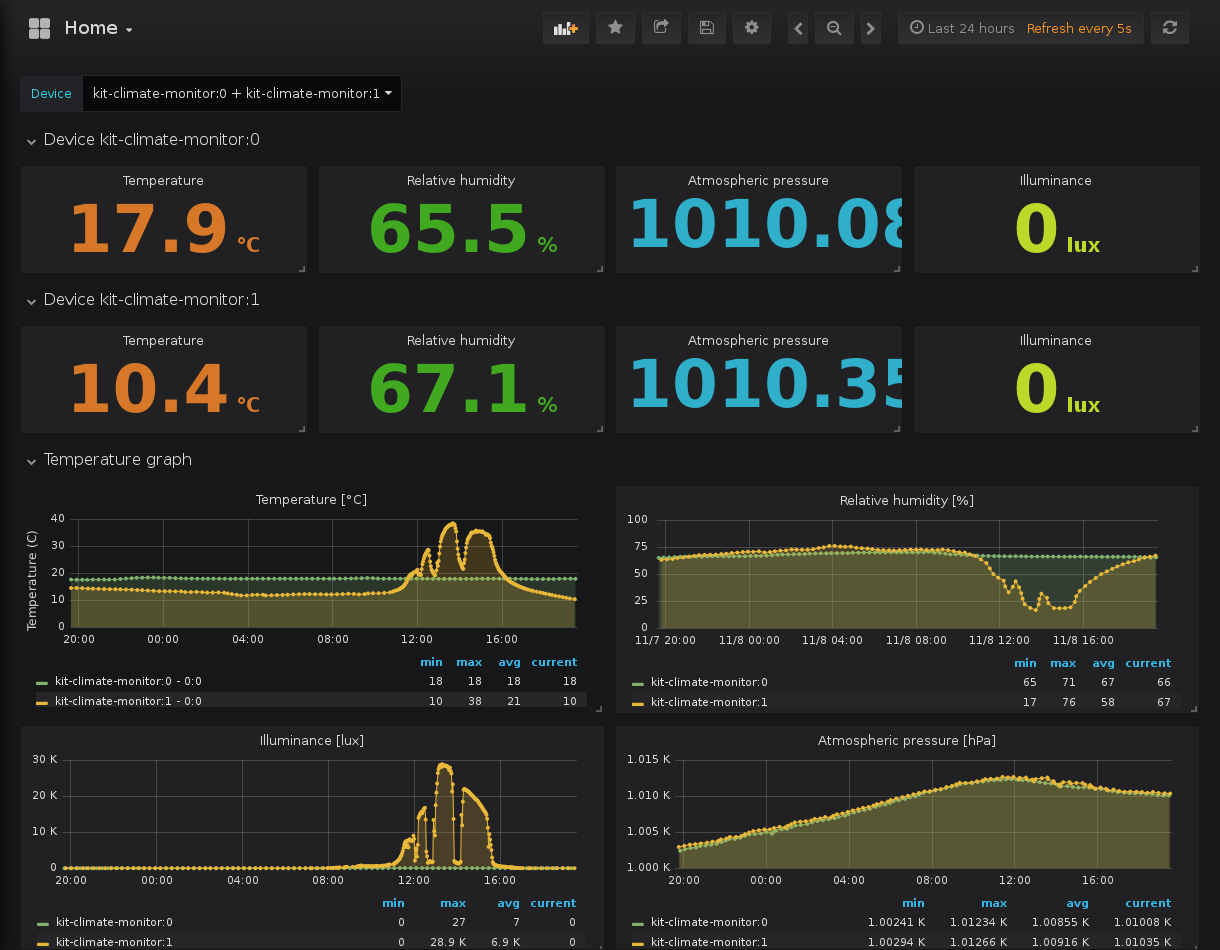 Home
Last 24 hours Refresh every 5s
Device kit-climate-monitor:0 + kit-climate-monitor:1
Device kit-climate-monitor:0
Temperature Relative humidity Atmospheric pressure Illuminance
17.9 °C 65.5 % 1010.08 0 lux
Device kit-climate-monitor:1
Temperature Relative humidity Atmospheric pressure Illuminance
10.4 °C 67.1 % 1010.35 0 lux
Temperature graph
Temperature [°C]
Temperature (C)
40
30
20
10
0
20:00 00:00 04:00 08:00 12:00 16:00
min max avg current
kit-climate-monitor:0 - 0:0 18 18 18 18
kit-climate-monitor:1 - 0:0 10 38 21 10
Relative humidity [%]
100
75
50
25
0
11/7 20:00 11/8 00:00 11/8 04:00 11/8 08:00 11/8 12:00 11/8 16:00
min max avg current
kit-climate-monitor:0 65 71 67 66
kit-climate-monitor:1 17 76 58 67
Illuminance [lux]
30 K
20 K
10 K
0
20:00 00:00 04:00 08:00 12:00 16:00
min max avg current
kit-climate-monitor:0 0 27 7 0
kit-climate-monitor:1 0 28.9 K 6.9 K 0
Atmospheric pressure [hPa]
1.015 K
1.010 K
1.005 K
1.000 K
20:00 00:00 04:00 08:00 12:00 16:00
min max avg current
kit-climate-monitor:0 1.00241 K 1.01234 K 1.00855 K 1.01008 K
kit-climate-monitor:1 1.00294 K 1.01266 K 1.00916 K 1.01035 K